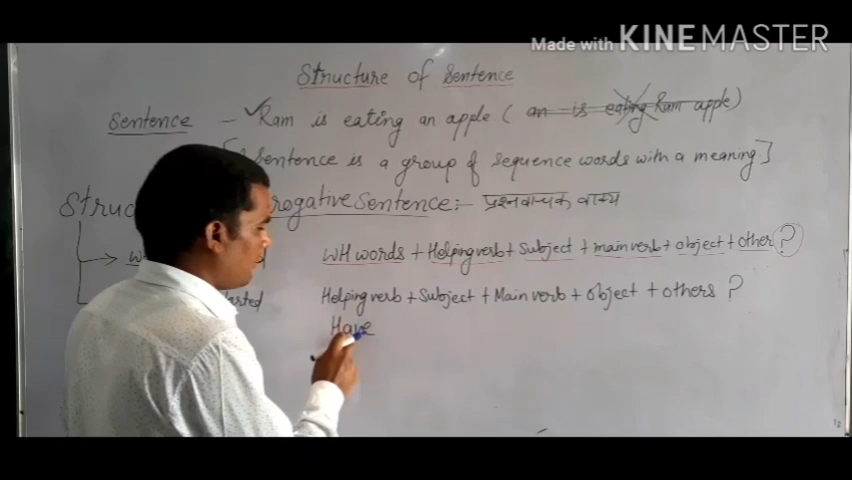 Made with KINEMASTER
Structure of Sentence
Sentence - ✓Ram is eating an apple ( an is eating Ram apple)
Sentence is a group of sequence words with a meaning.]
Struc rogative Sentence:- प्रश्नवाचक वाक्य
WH words + Helping verb + Subject + main verb + object + other ?
Helping verb + Subject + Main verb + object + others ?
Have